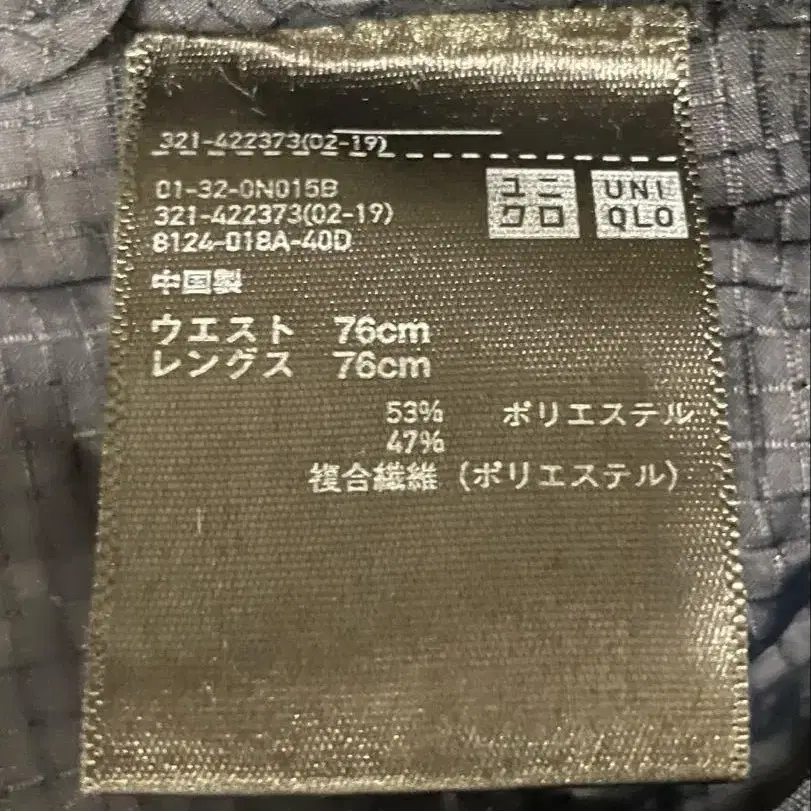 321-422373(02-19)
01-32-0N015B
321-422373(02-19)
8124-018A-40D
ユニ
クロ
UNI
QLO
中国製
ウエスト 76cm
レングス 76cm
53% ポリエステル
47%
複合繊維 (ポリエステル)